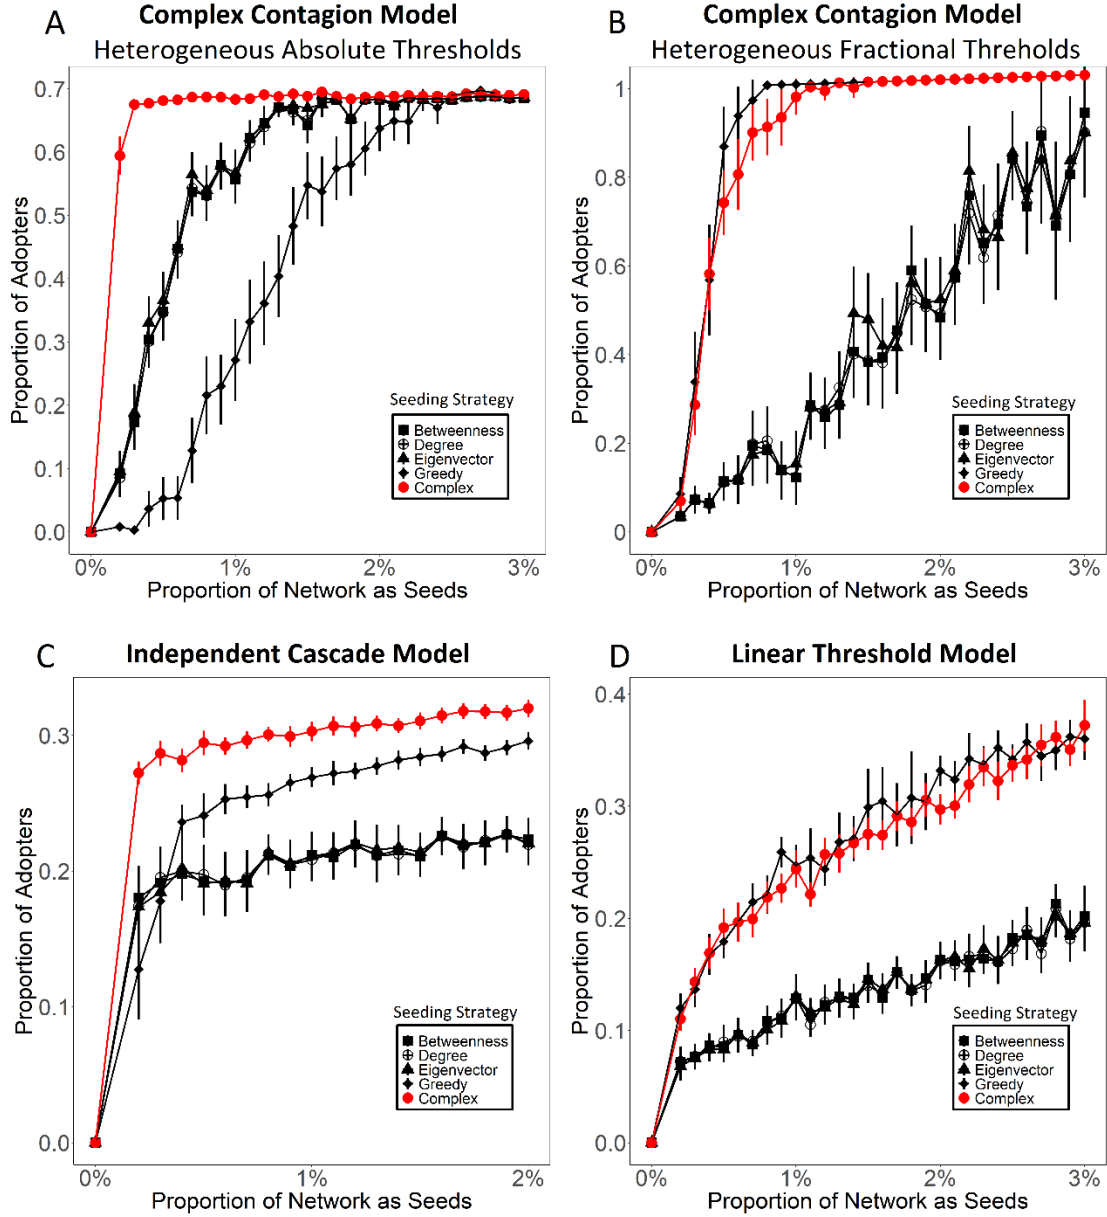 A
Complex Contagion Model
Heterogeneous Absolute Thresholds
0.7
0.6
0.5
0.4
0.3
0.2
0.1
0.0
Proportion of Adopters
Seeding Strategy
Betweenness
Degree
Eigenvector
Greedy
Complex
0%
1%
2%
3%
Proportion of Network as Seeds
B
Complex Contagion Model
Heterogeneous Fractional Threholds
1
0.8
0.6
0.4
0.2
0
Proportion of Adopters
Seeding Strategy
Betweenness
Degree
Eigenvector
Greedy
Complex
0%
1%
2%
3%
Proportion of Network as Seeds
C
Independent Cascade Model
0.3
0.2
0.1
0.0
Proportion of Adopters
Seeding Strategy
Betweenness
Degree
Eigenvector
Greedy
Complex
0%
1%
2%
Proportion of Network as Seeds
D
Linear Threshold Model
0.4
0.3
0.2
0.1
0.0
Proportion of Adopters
Seeding Strategy
Betweenness
Degree
Eigenvector
Greedy
Complex
0%
1%
2%
3%
Proportion of Network as Seeds